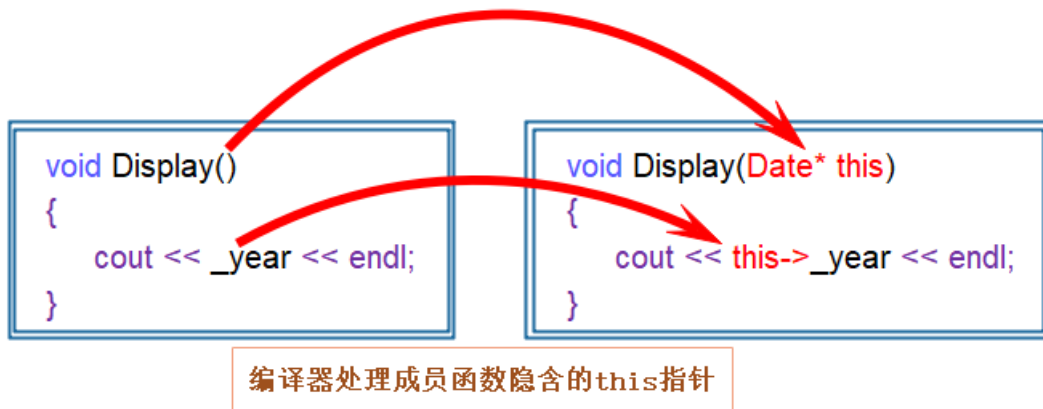 void Display()
{
cout << _year << endl;
}
void Display(Date* this)
{
cout << this->_year << endl;
}
编译器处理成员函数隐含的this指针